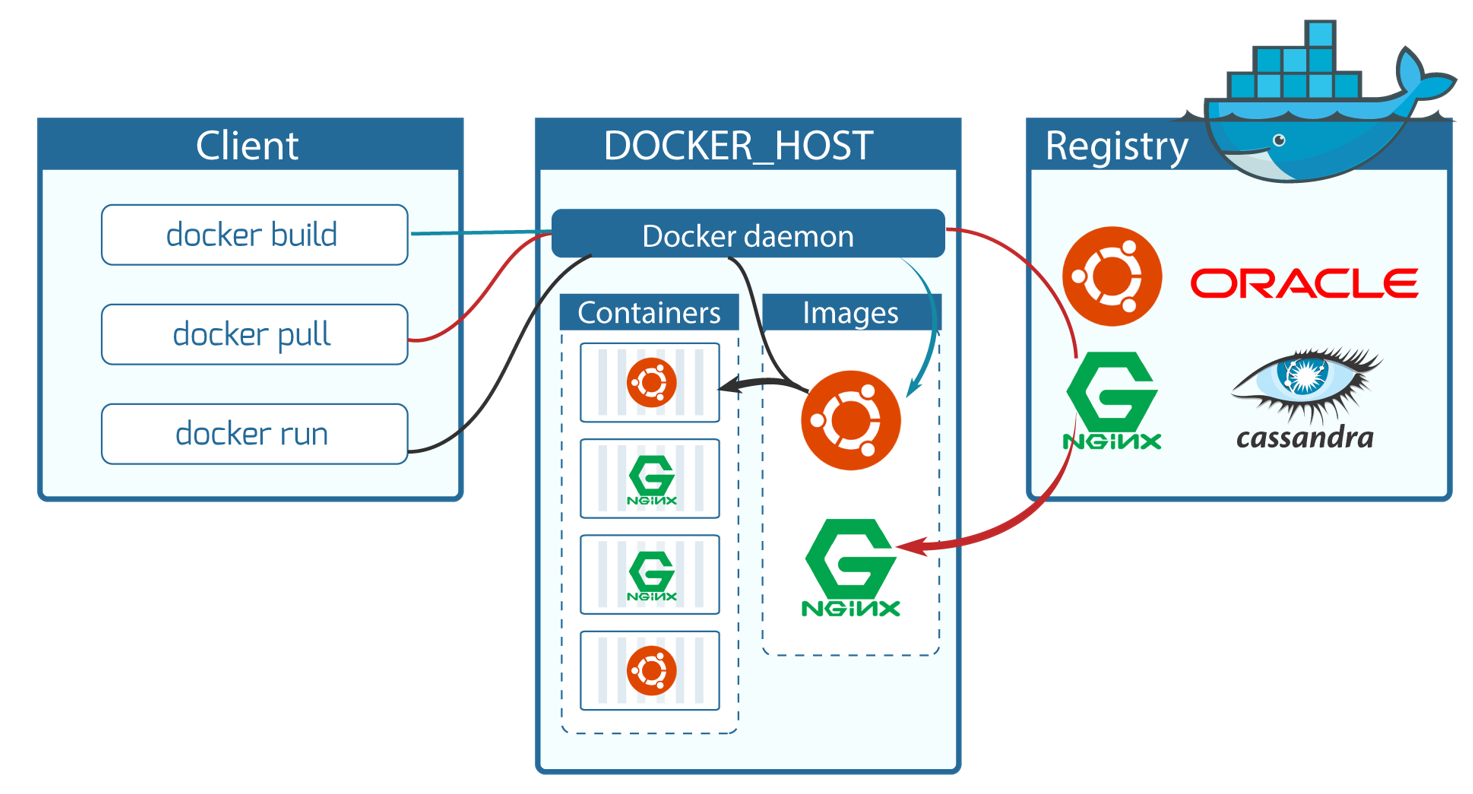 Client
docker build
docker pull
docker run
DOCKER_HOST
Docker daemon
Containers
NGiNX
NGiNX
Images
NGiNX
Registry
ORACLE
NGiNX
cassandra